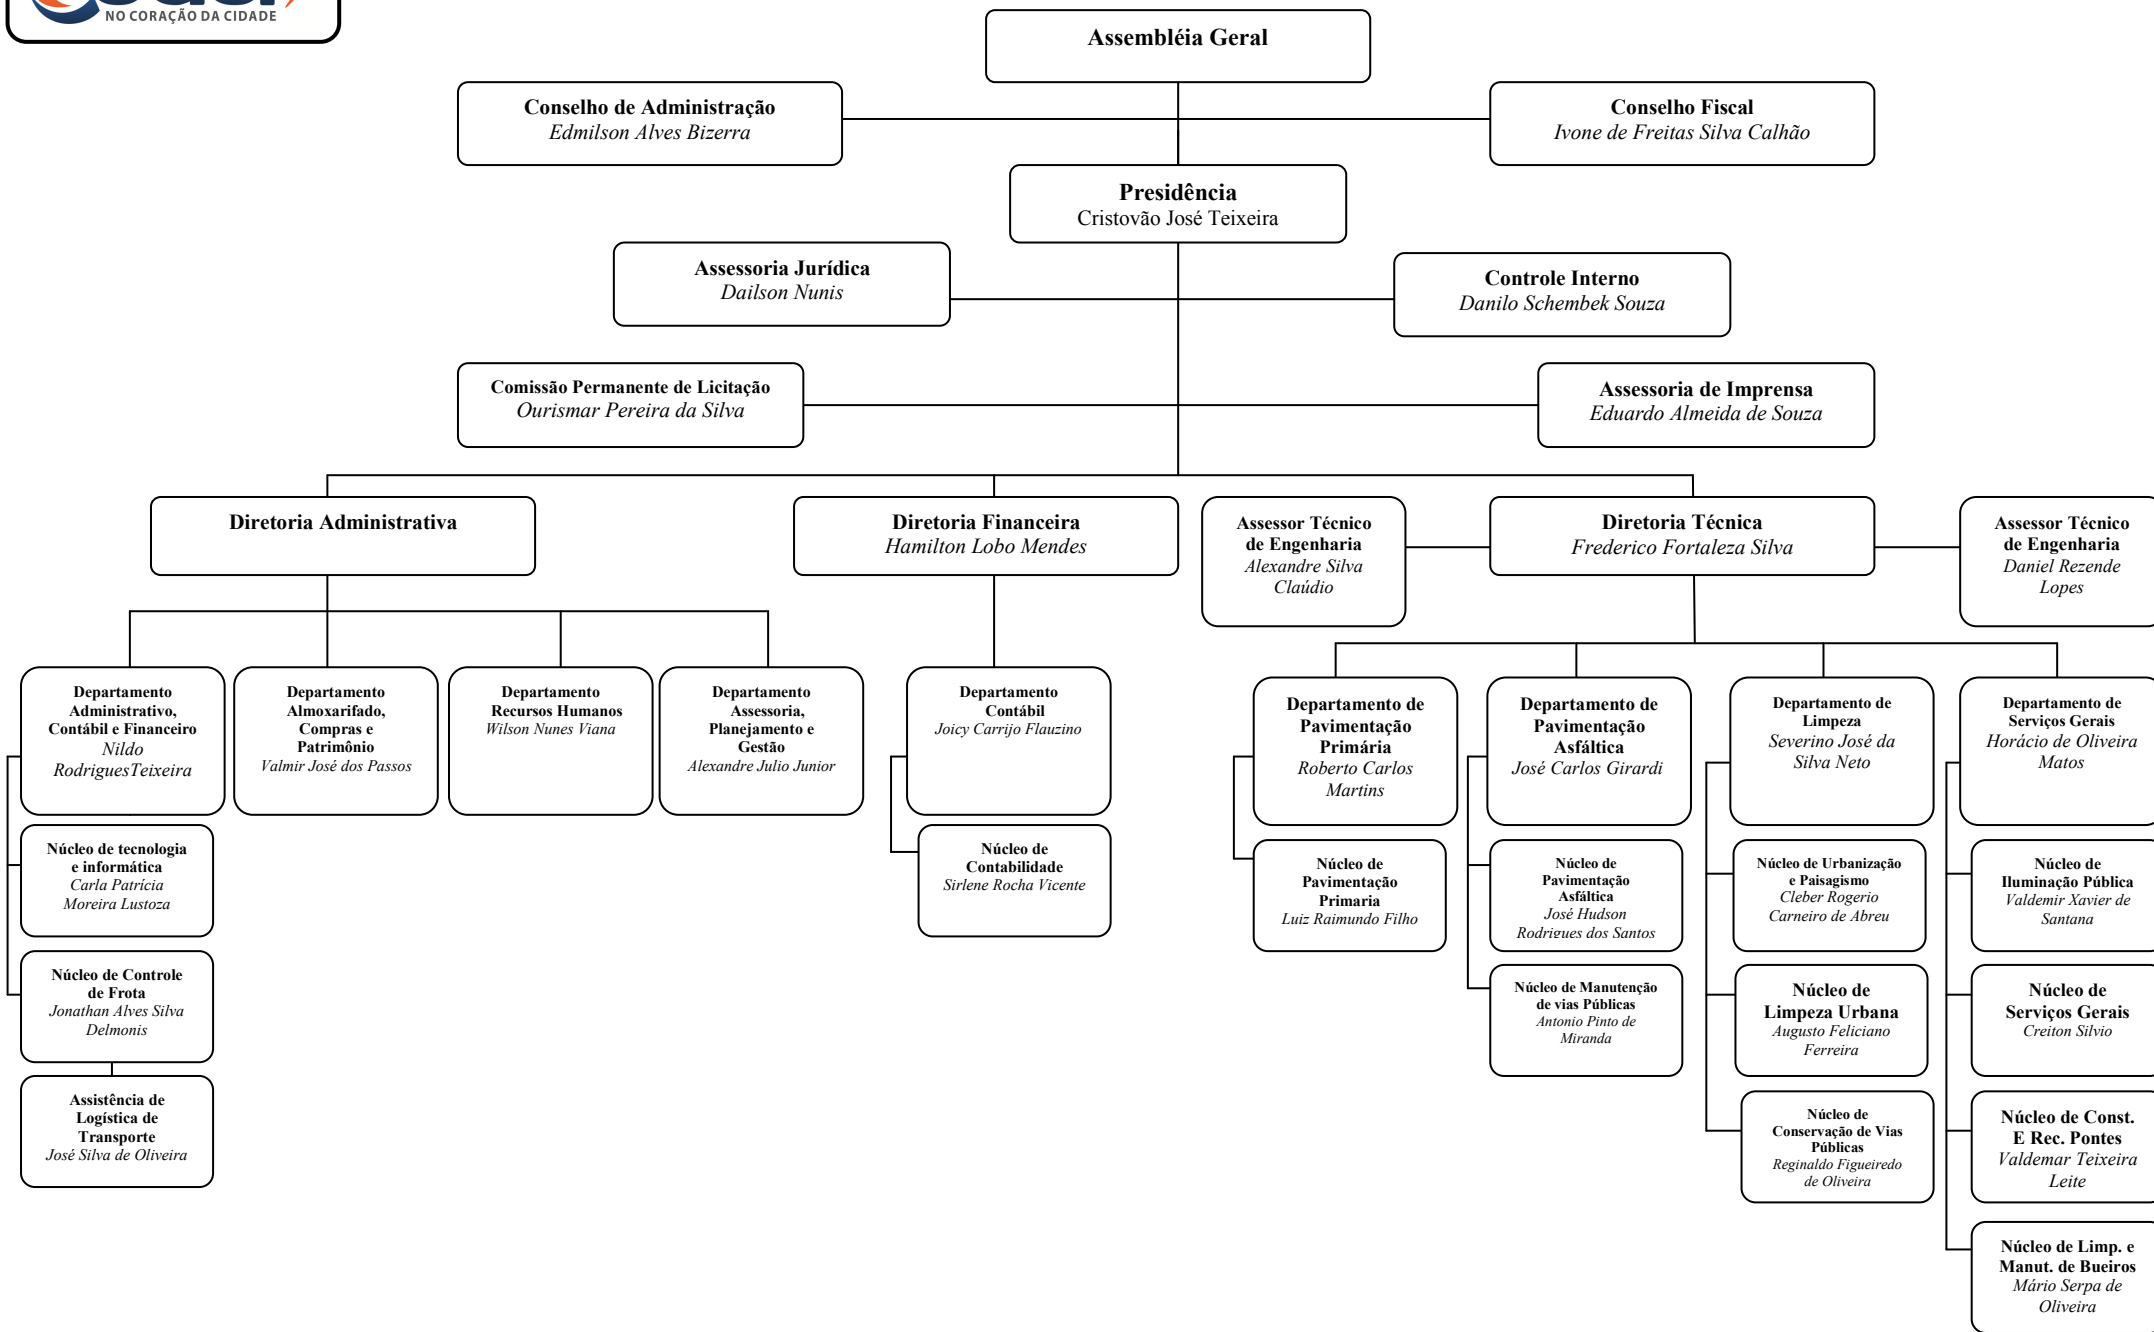 NO CORAÇÃO DA CIDADE
Assembléia Geral
Conselho de Administração
Edmilson Alves Bizerra
Conselho Fiscal
Ivone de Freitas Silva Calhão
Presidência
Cristovão José Teixeira
Assessoria Jurídica
Dailson Nunis
Controle Interno
Danilo Schembek Souza
Comissão Permanente de Licitação
Ourismar Pereira da Silva
Assessoria de Imprensa
Eduardo Almeida de Souza
Diretoria Administrativa
Diretoria Financeira
Hamilton Lobo Mendes
Assessor Técnico
de Engenharia
Alexandre Silva
Claúdio
Diretoria Técnica
Frederico Fortaleza Silva
Assessor Técnico
de Engenharia
Daniel Rezende
Lopes
Departamento
Administrativo,
Contábil e Financeiro
Nildo
RodriguesTeixeira
Departamento
Almoxarifado,
Compras e
Patrimônio
Valmir José dos Passos
Departamento
Recursos Humanos
Wilson Nunes Viana
Departamento
Assessoria,
Planejamento e
Gestão
Alexandre Julio Junior
Departamento
Contábil
Joicy Carrijo Flauzino
Departamento de
Pavimentação
Primária
Roberto Carlos
Martins
Departamento de
Pavimentação
Asfáltica
José Carlos Girardi
Departamento de
Limpeza
Severino José da
Silva Neto
Departamento de
Serviços Gerais
Horácio de Oliveira
Matos
Núcleo de tecnologia
e informática
Carla Patrícia
Moreira Lustoza
Núcleo de
Contabilidade
Sirlene Rocha Vicente
Núcleo de
Pavimentação
Primaria
Luiz Raimundo Filho
Núcleo de
Pavimentação
Asfáltica
José Hudson
Rodrigues dos Santos
Núcleo de Urbanização
e Paisagismo
Cleber Rogerio
Carneiro de Abreu
Núcleo de
Iluminação Pública
Valdemir Xavier de
Santana
Núcleo de Controle
de Frota
Jonathan Alves Silva
Delmonis
Núcleo de Manutenção
de vias Públicas
Antonio Pinto de
Miranda
Núcleo de
Limpeza Urbana
Augusto Feliciano
Ferreira
Núcleo de
Serviços Gerais
Creiton Silvio
Assistência de
Logística de
Transporte
José Silva de Oliveira
Núcleo de
Conservação de Vias
Públicas
Reginaldo Figueiredo
de Oliveira
Núcleo de Const.
E Rec. Pontes
Valdemar Teixeira
Leite
Núcleo de Limp. e
Manut. de Bueiros
Mário Serpa de
Oliveira